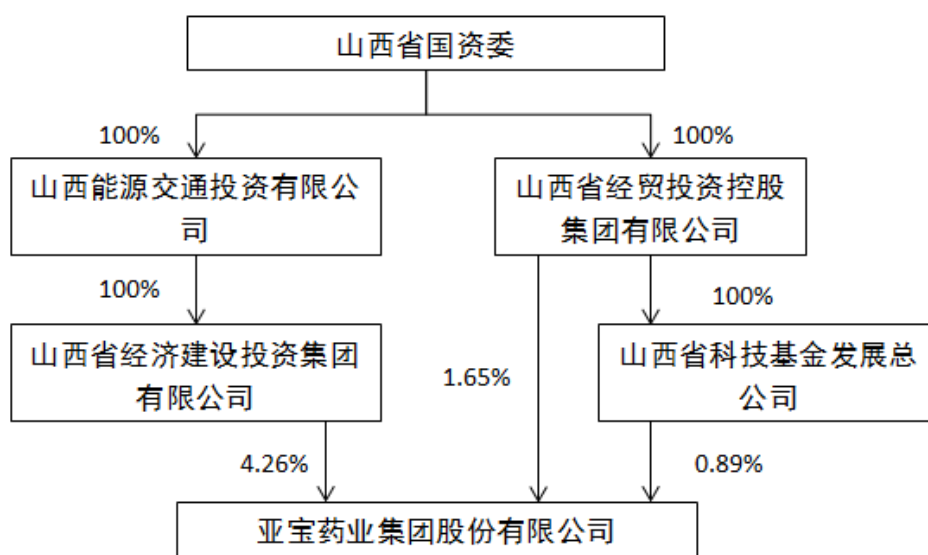 山西省国资委
100%
100%
山西能源交通投资有限公
司
山西省经贸投资控股
集团有限公司
100%
100%
山西省经济建设投资集团
有限公司
1.65%
山西省科技基金发展总
公司
4.26%
0.89%
亚宝药业集团股份有限公司